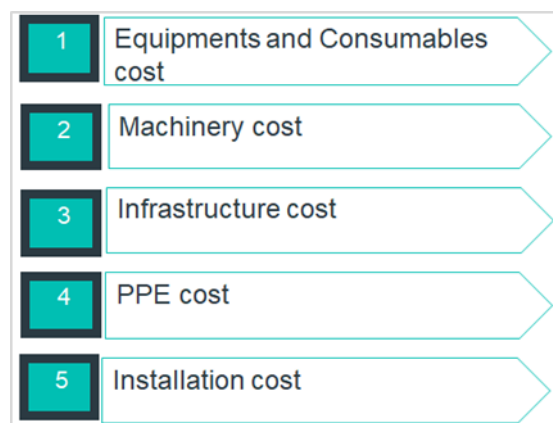 1
Equipments and Consumables
cost
2
Machinery cost
3
Infrastructure cost
4
PPE cost
5
Installation cost